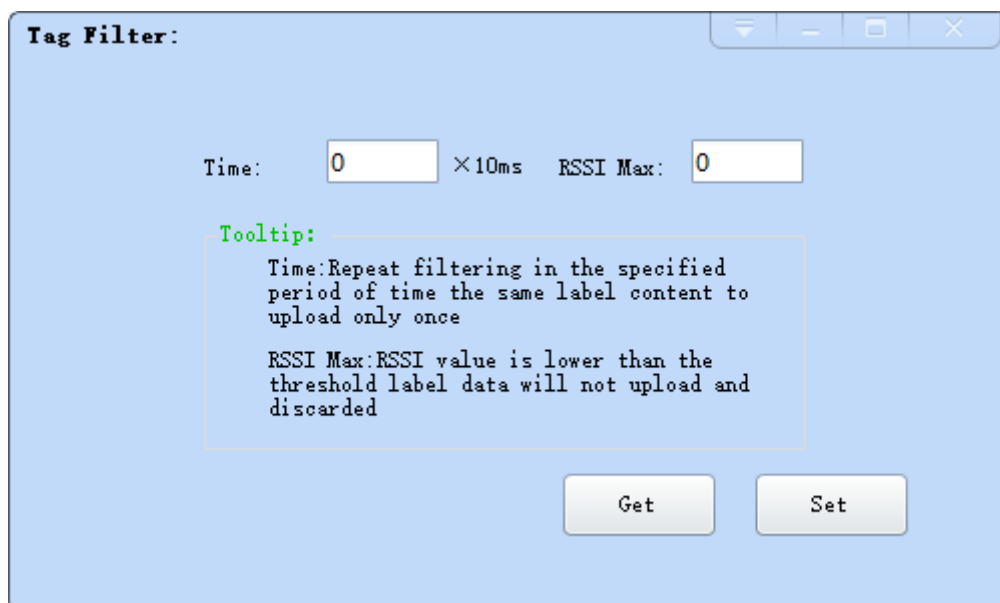 Tag Filter:
Time: 0 ×10ms RSSI Max: 0
Tooltip:
Time:Repeat filtering in the specified
period of time the same label content to
upload only once
RSSI Max:RSSI value is lower than the
threshold label data will not upload and
discarded
Get Set